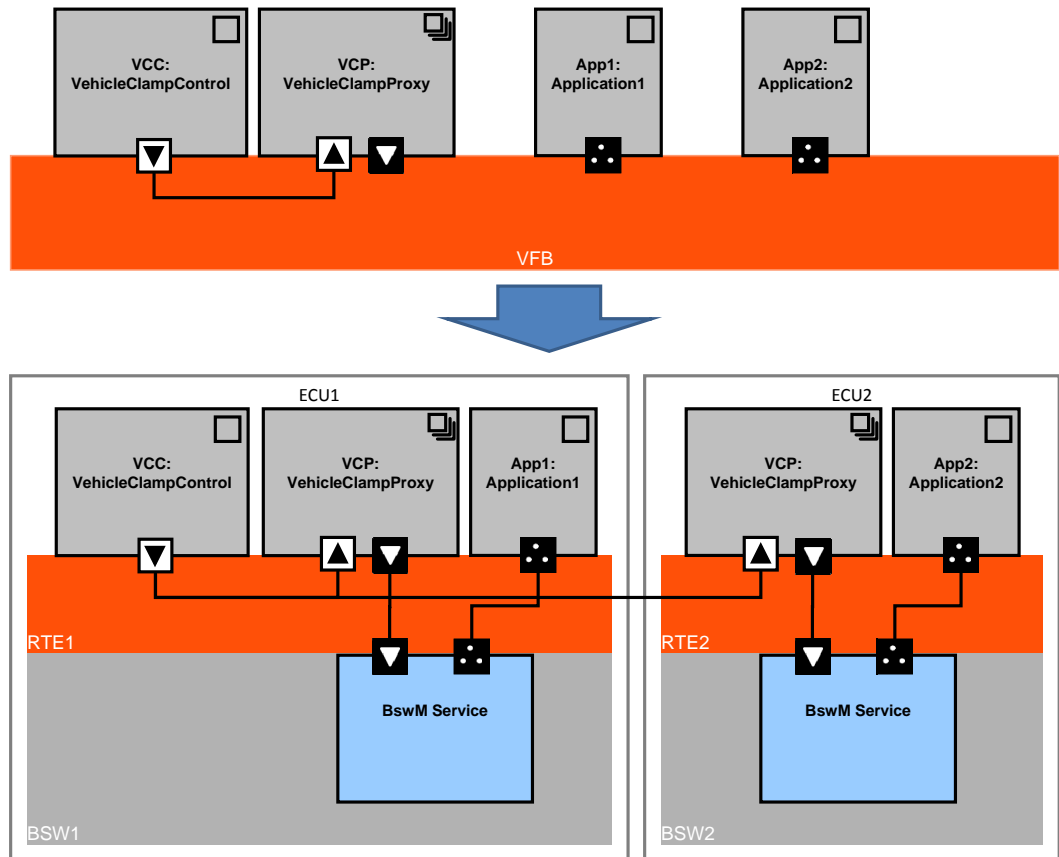 VCC:
VehicleClampControl
VCP:
VehicleClampProxy
App1:
Application1
App2:
Application2
VFB
ECU1
VCC:
VehicleClampControl
VCP:
VehicleClampProxy
App1:
Application1
RTE1
BswM Service
BSW1
ECU2
VCP:
VehicleClampProxy
App2:
Application2
RTE2
BswM Service
BSW2